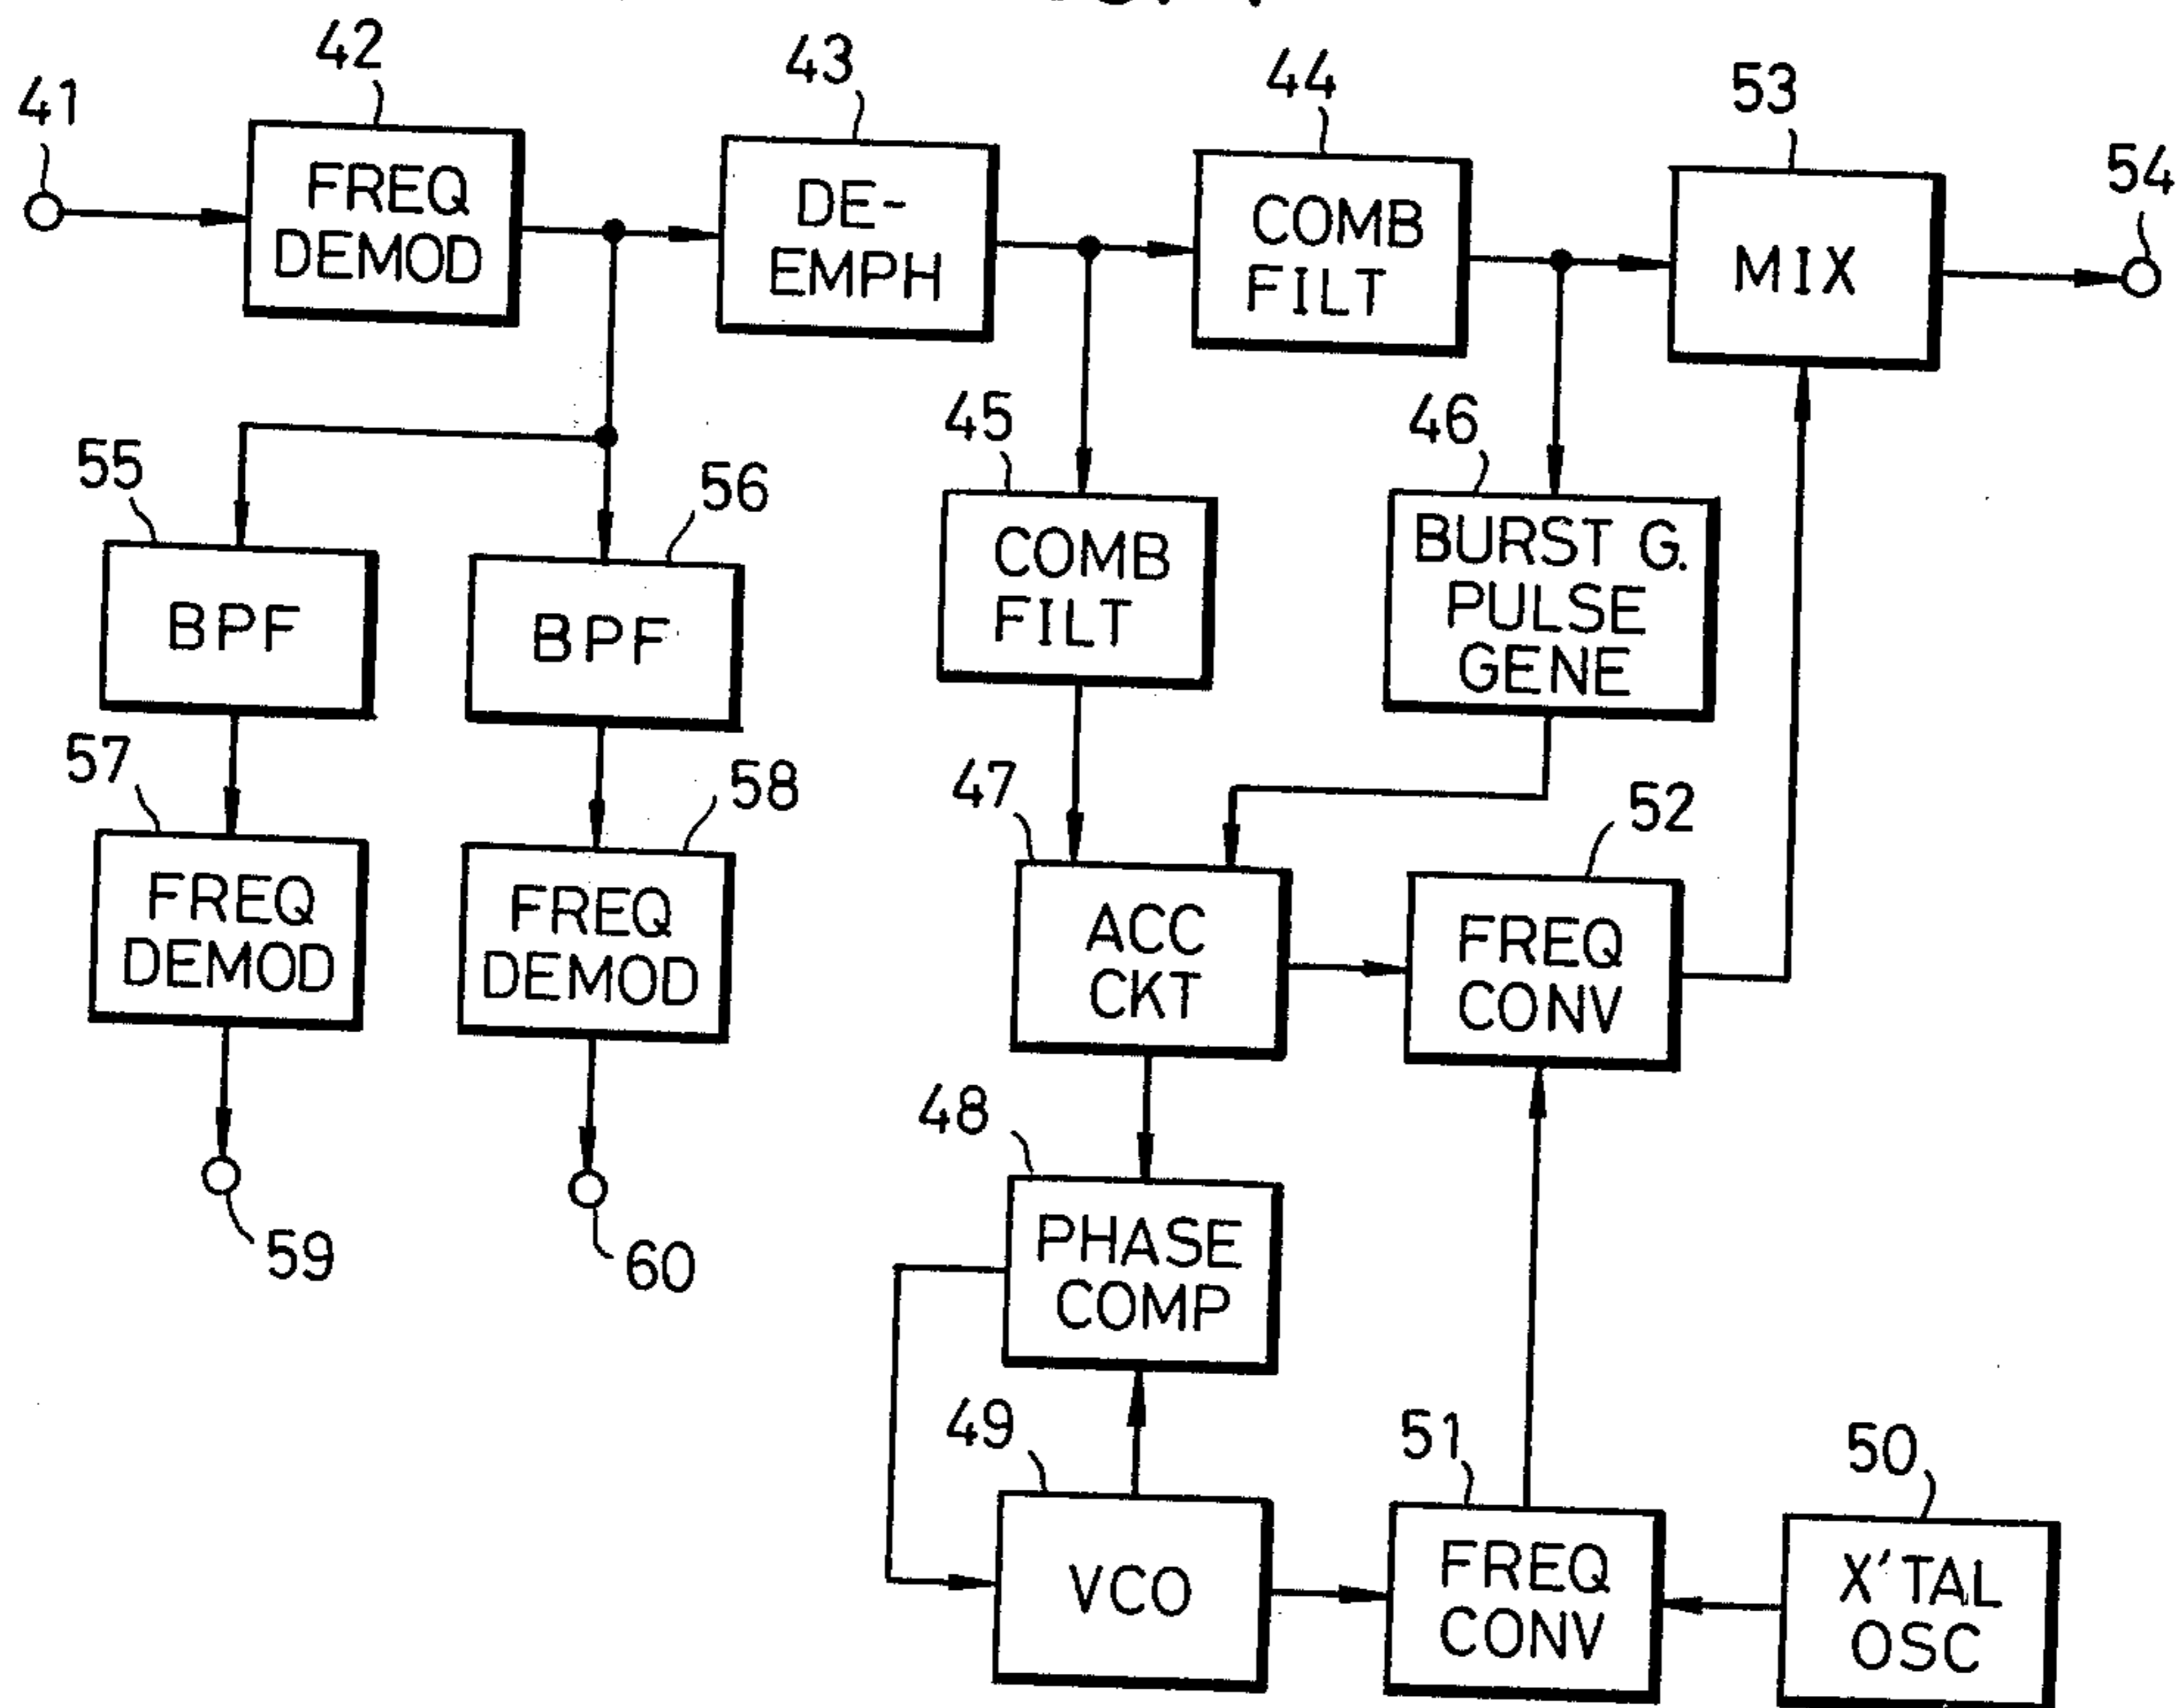 42
43
44
53
41
54
FREQ
DEMOD
DE-
EMPH
COMB
FILT
MIX
45
46
55
56
COMB
FILT
BURST G.
PULSE
GENE
BPF
BPF
57
58
47
52
FREQ
DEMOD
FREQ
DEMOD
ACC
CKT
FREQ
CONV
48
59
60
PHASE
COMP
49
51
50
VCO
FREQ
CONV
X'TAL
OSC